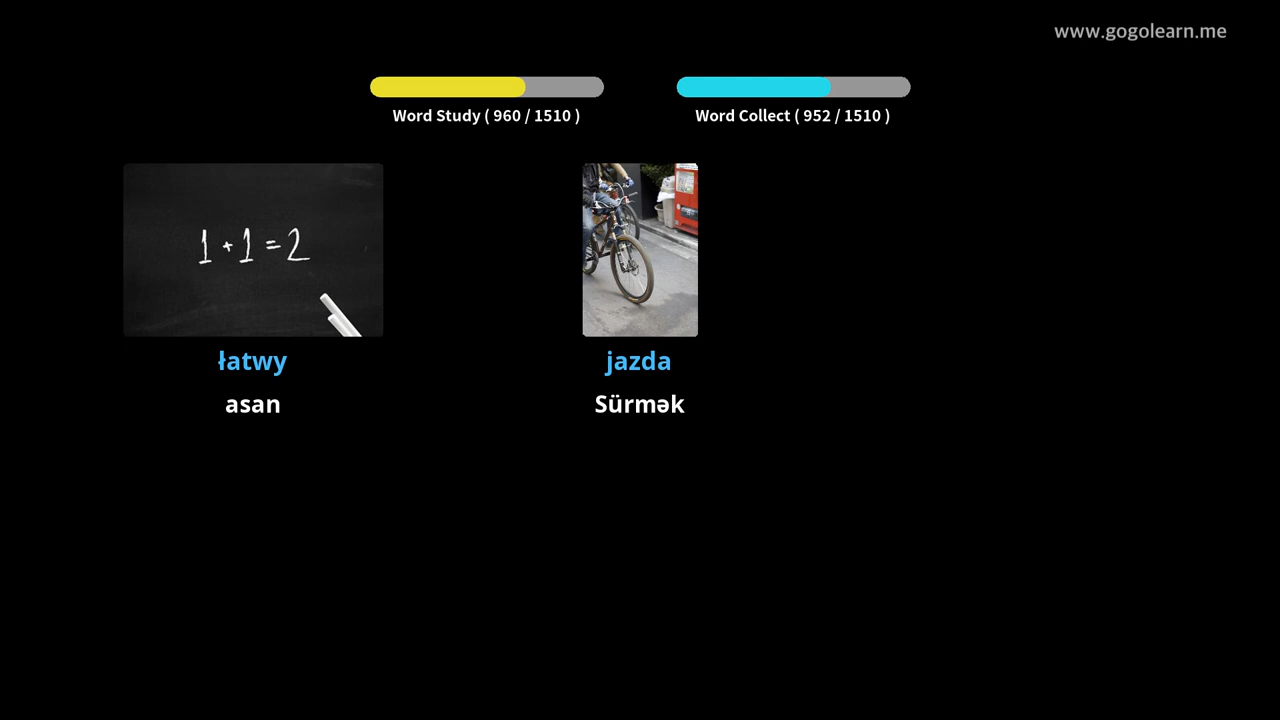 www.gogolearn.me
Word Study ( 960 / 1510 )
Word Collect ( 952 / 1510 )
1 + 1 = 2
łatwy
asan
jazda
Sürmək